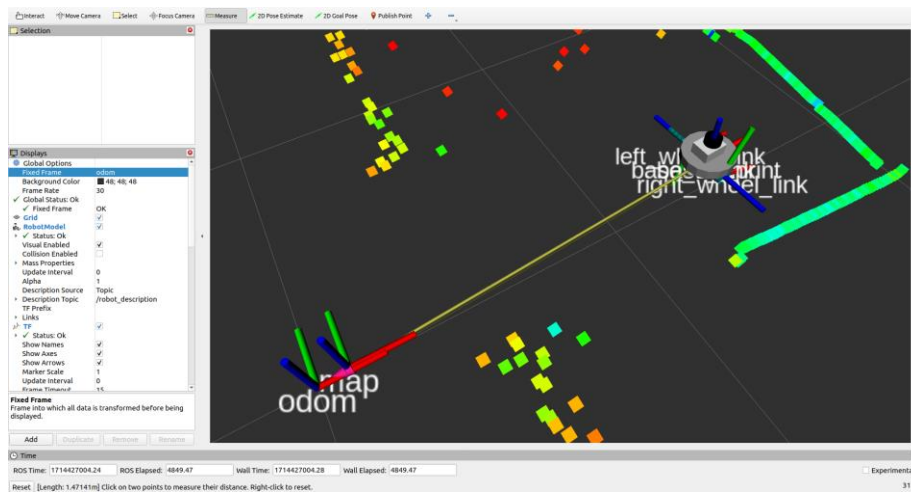 Interact Move Camera Select Focus Camera Measure 2D Pose Estimate 2D Goal Pose Publish Point
Selection
Displays
Global Options
Fixed Frame odom
Background Color 48; 48; 48
Frame Rate 30
Global Status: Ok
Fixed Frame OK
Grid
RobotModel
Status: Ok
Visual Enabled
Collision Enabled
Mass Properties
Update Interval 0
Alpha 1
Description Source Topic
Description Topic /robot_description
TF Prefix
Links
TF
Status: Ok
Show Names
Show Axes
Show Arrows
Marker Scale 1
Update Interval 0
Frame Timeout 15
Fixed Frame
Frame into which all data is transformed before being
displayed.
Add Duplicate Remove Rename
right_wheel_link
map
odom
Time
ROS Time: 1714427004.24 ROS Elapsed: 4849.47 Wall Time: 1714427004.28 Wall Elapsed: 4849.47 Experimenta
Reset [Length: 1.47141m] Click on two points to measure their distance. Right-click to reset. 31